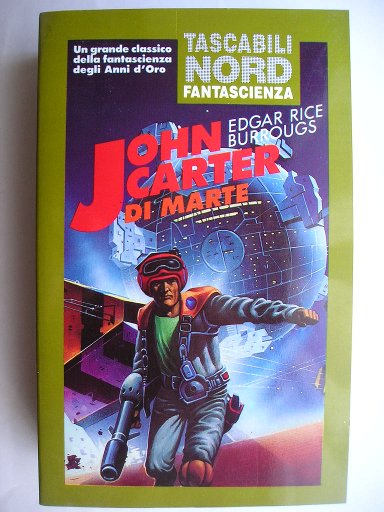 Un grande classico
della fantascienza
degli Anni d'Oro
TASCABILI
NORD
FANTASCIENZA
EDGAR RICE
BURROUGS
JOHN
CARTER
DI MARTE